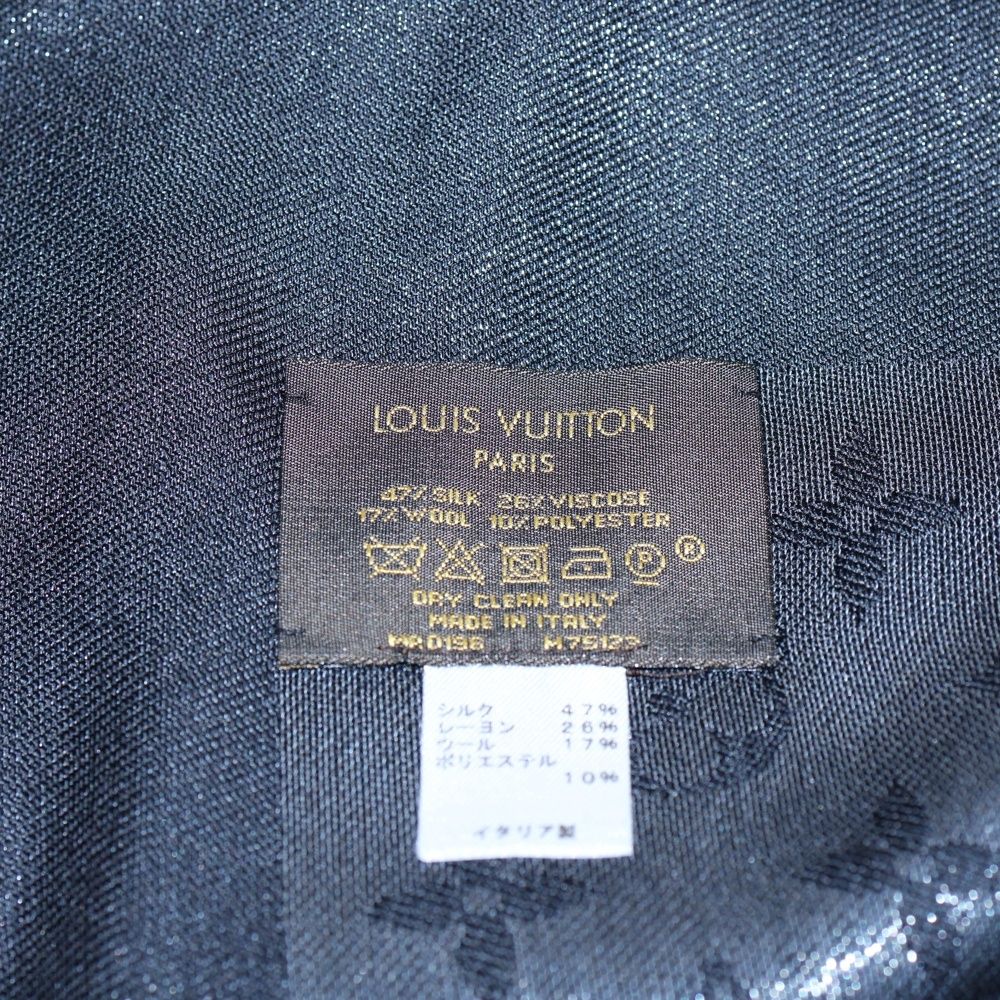 LOUIS VUITTON
PARIS
47% SILK 26% VISCOSE
17% WOOL 10% POLYESTER
P ®
DRY CLEAN ONLY
MADE IN ITALY
M75123
シルク 47%
レーヨン 26%
ウール 17%
ポリエステル
10%
イタリア製